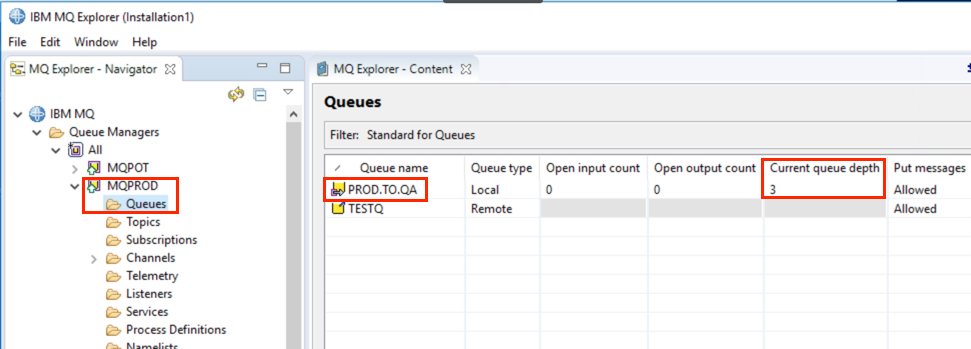 IBM MQ Explorer (Installation1)
File Edit Window Help
MQ Explorer - Navigator
IBM MQ
Queue Managers
All
MQPOT
MQPROD
Queues
Topics
Subscriptions
Channels
Telemetry
Listeners
Services
Process Definitions
Namelists
MQ Explorer - Content
Queues
Filter: Standard for Queues
Queue name Queue type Open input count Open output count Current queue depth Put messages
PROD.TO.QA Local 0 0 3 Allowed
TESTQ Remote Allowed